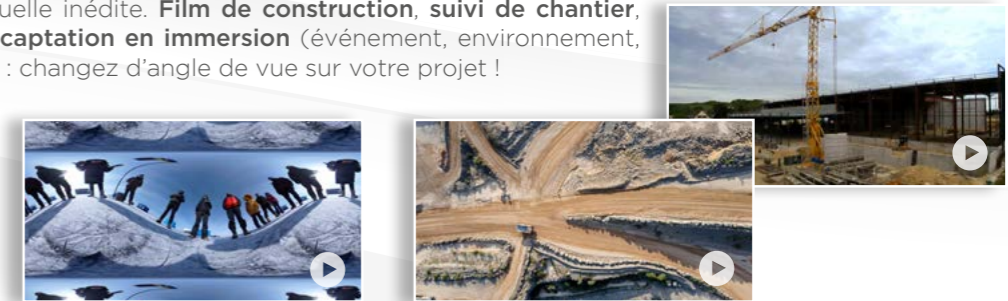 uelle inédite. Film de construction, suivi de chantier,
captation en immersion (événement, environnement,
: changez d’angle de vue sur votre projet !